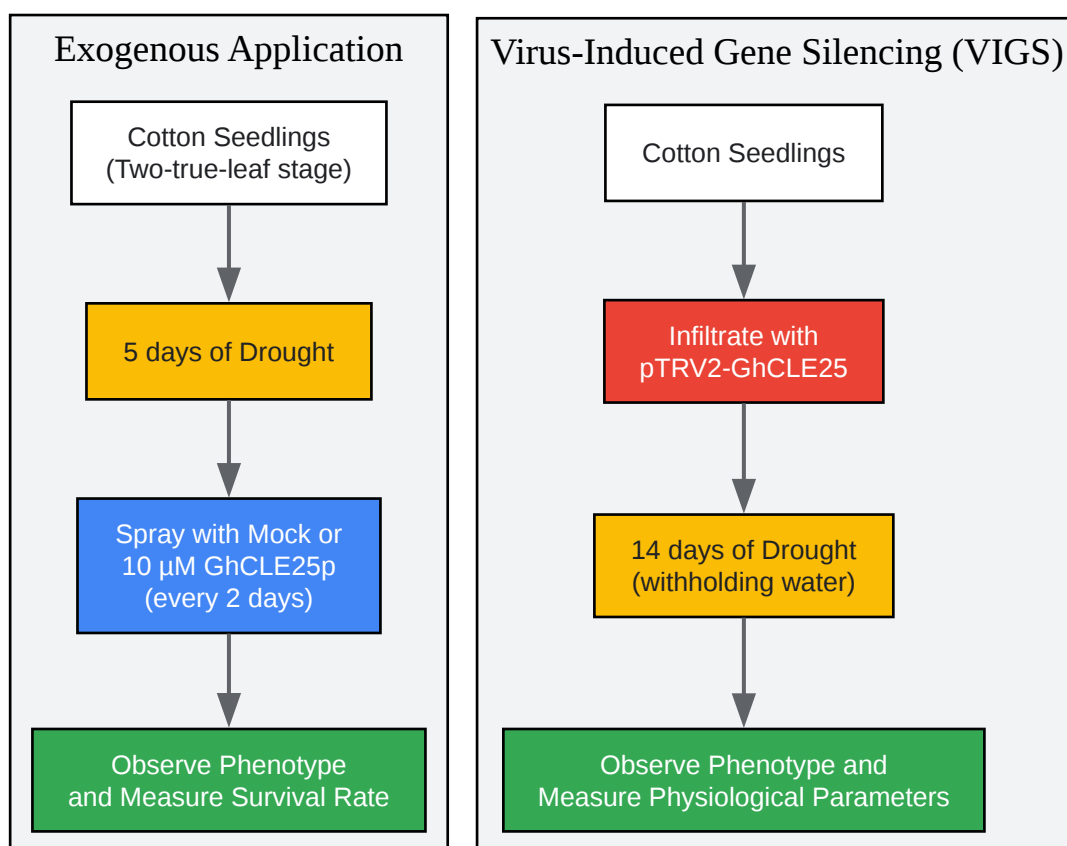 Exogenous Application
Cotton Seedlings
(Two-true-leaf stage)
5 days of Drought
Spray with Mock or
10 µM GhCLE25p
(every 2 days)
Observe Phenotype
and Measure Survival Rate
Virus-Induced Gene Silencing (VIGS)
Cotton Seedlings
Infiltrate with
pTRV2-GhCLE25
14 days of Drought
(withholding water)
Observe Phenotype and
Measure Physiological Parameters